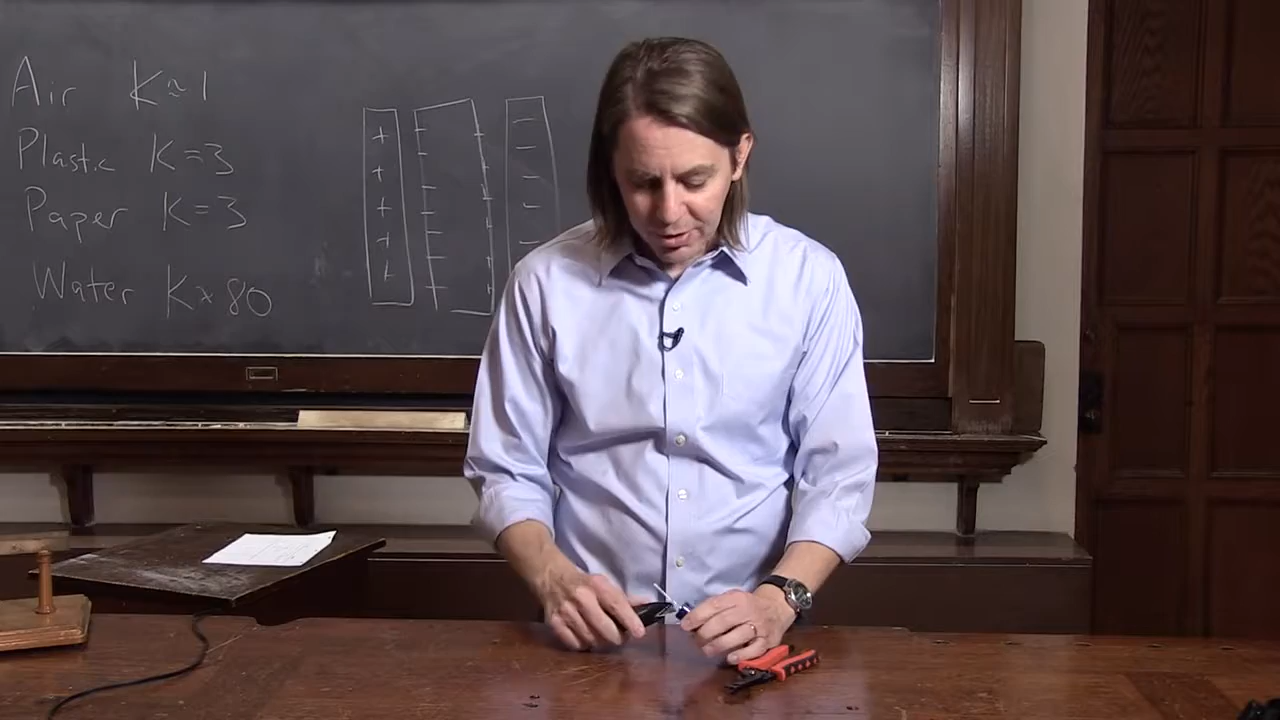 Air K≈1
Plastic K=3
Paper K=3
Water K≈80